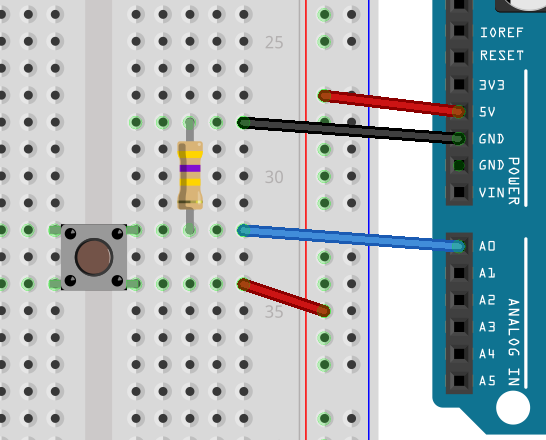 25
30
35
IOREF
RESET
3V3
5V
GND
GND
VIN
POWER
A0
A1
A2
A3
A4
A5
ANALOG IN